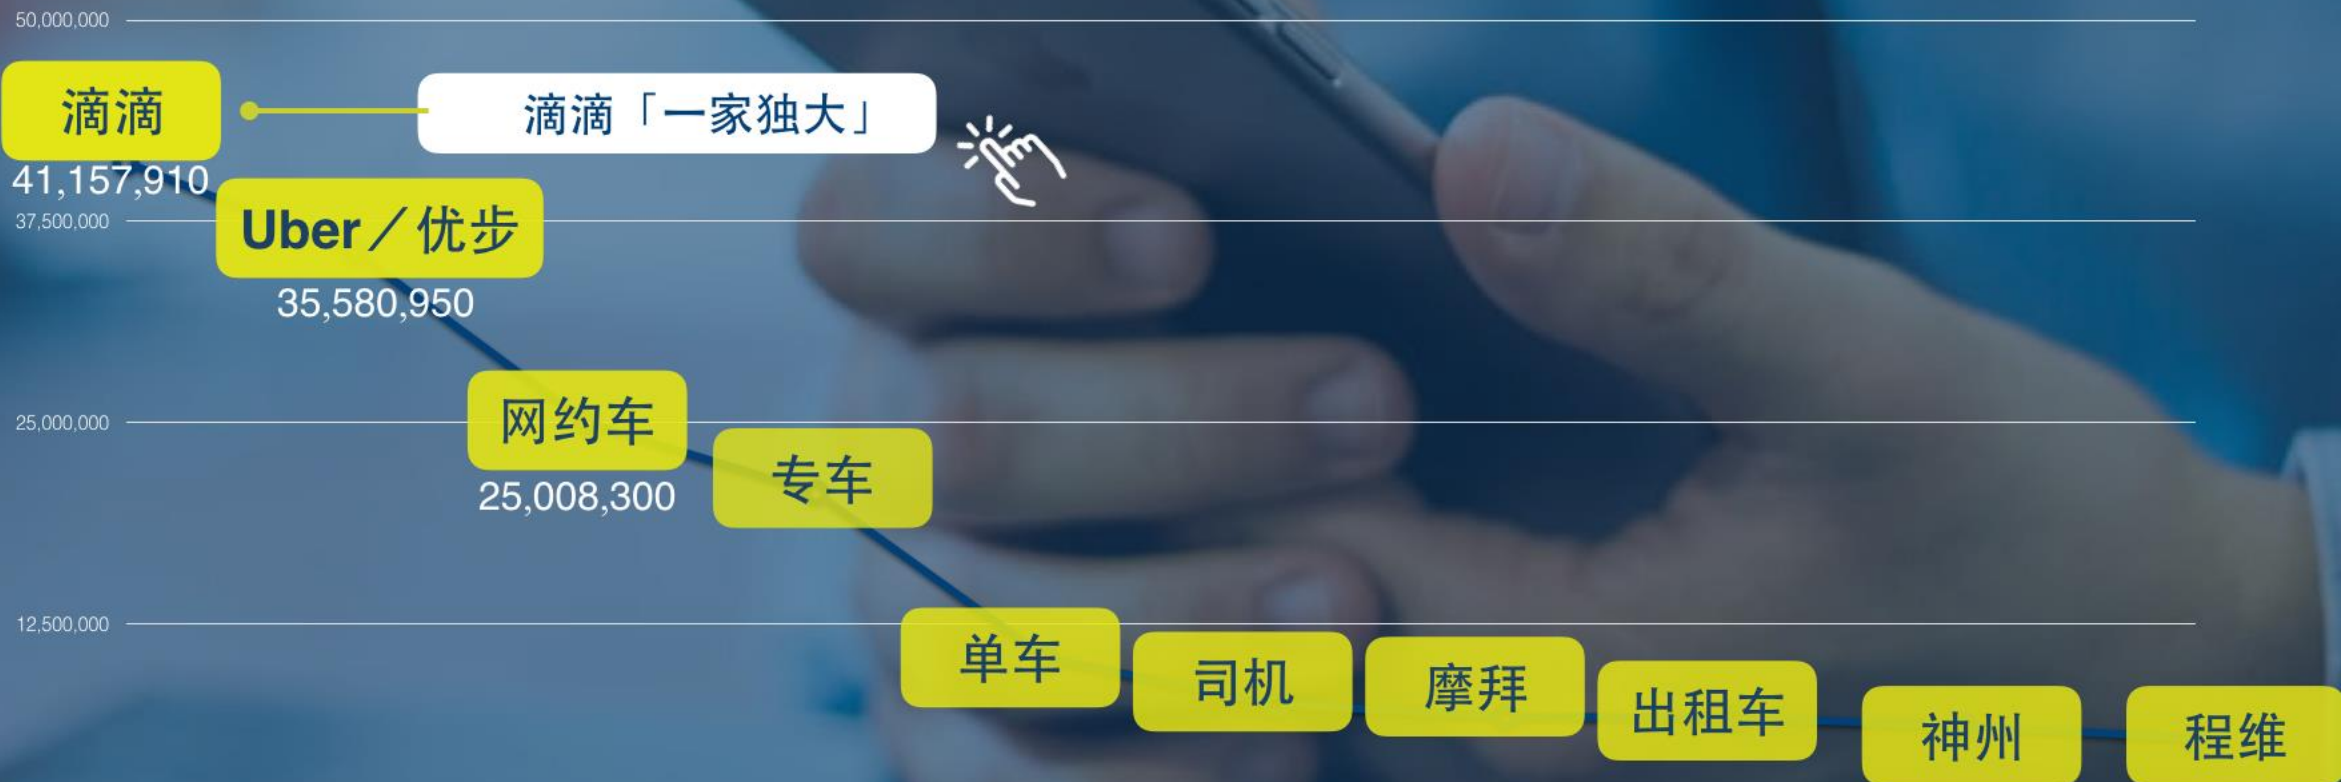 50,000,000
滴滴
滴滴「一家独大」
41,157,910
37,500,000
Uber／优步
35,580,950
25,000,000
网约车
25,008,300
专车
12,500,000
单车
司机
摩拜
出租车
神州
程维